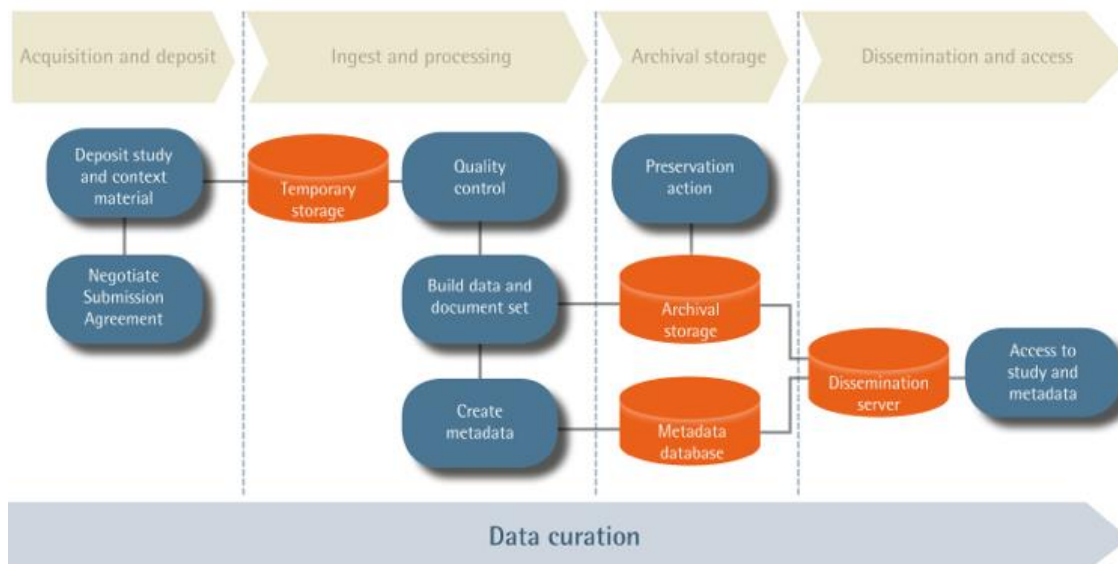 Acquisition and deposit
Ingest and processing
Archival storage
Dissemination and access
Deposit study
and context
material
Temporary
storage
Quality
control
Preservation
action
Negotiate
Submission
Agreement
Build data and
document set
Archival
storage
Create
metadata
Metadata
database
Dissemination
server
Access to
study and
metadata
Data curation